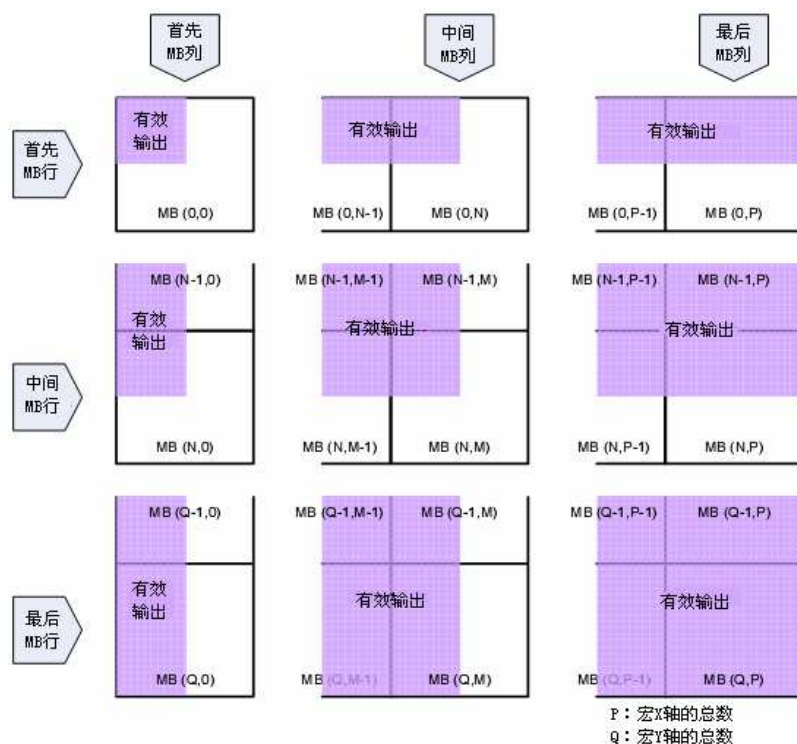 首先
MB列
中间
MB列
最后
MB列
首先
MB行
有效
输出
有效输出
有效输出
MB (0,0)
MB (0,N-1)
MB (0,N)
MB (0,P-1)
MB (0,P)
MB (N-1,0)
MB (N-1,M-1)
MB (N-1,M)
MB (N-1,P-1)
MB (N-1,P)
有效
输出
有效输出
有效输出
中间
MB行
MB (N,0)
MB (N,M-1)
MB (N,M)
MB (N,P-1)
MB (N,P)
MB (Q-1,0)
MB (Q-1,M-1)
MB (Q-1,M)
MB (Q-1,P-1)
MB (Q-1,P)
有效
输出
有效输出
有效输出
最后
MB行
MB (Q,0)
MB (Q,M-1)
MB (Q,M)
MB (Q,P-1)
MB (Q,P)
P：宏X轴的总数
Q：宏Y轴的总数